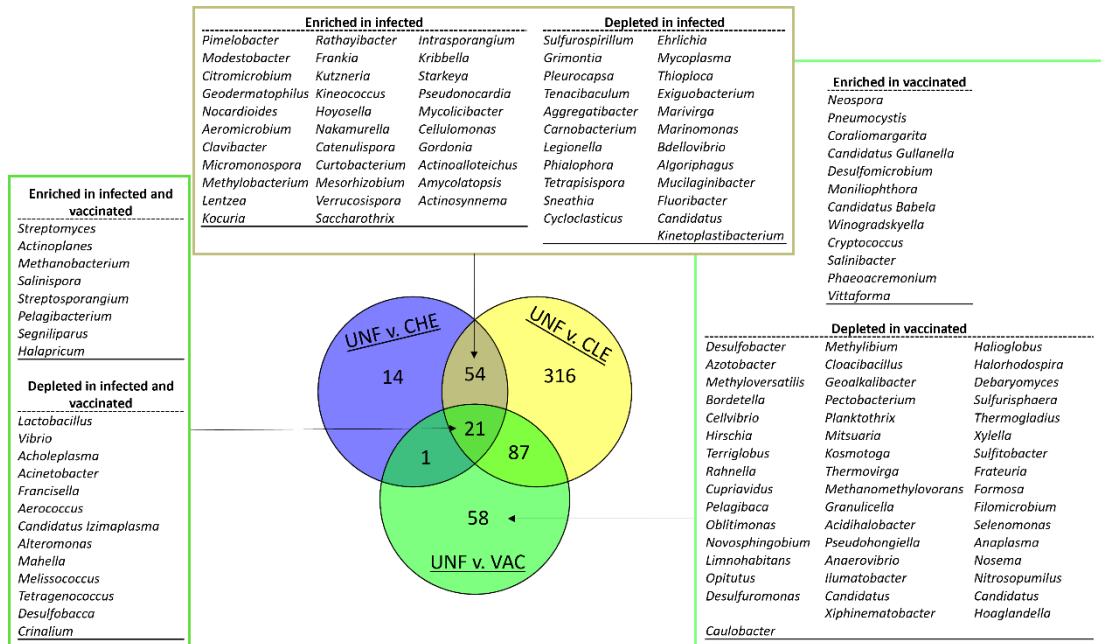 Enriched in infected
Pimelobacter Rathayibacter Intrasporangium
Modestobacter Frankia Kribbella
Citromicrobium Kutzneria Starkeya
Geodermatophilus Kineococcus Pseudonocardia
Nocardioides Hoyosella Mycolicibacter
Aeromicrobium Nakamurella Cellulomonas
Clavibacter Catenulispora Gordonia
Micromonospora Curtobacterium Actinoalloteichus
Methylobacterium Mesorhizobium Amycolatopsis
Lentzea Verrucosispora Actinosynnema
Kocuria Saccharothrix
Depleted in infected
Sulfurospirillum Ehrlichia
Grimontia Mycoplasma
Pleurocapsa Thioploca
Tenacibaculum Exiguobacterium
Aggregatibacter Marivirga
Carnobacterium Marinomonas
Legionella Bdellovibrio
Phialophora Algoriphagus
Tetrapisispora Mucilaginibacter
Sneathia Fluoribacter
Cycloclasticus Candidatus
Kinetoplastibacterium
Enriched in vaccinated
Neospora
Pneumocystis
Coraliomargarita
Candidatus Gullanella
Desulfomicrobium
Moniliophthora
Candidatus Babela
Winogradskyella
Cryptococcus
Salinibacter
Phaeoacremonium
Vittaforma
Enriched in infected and
vaccinated
Streptomyces
Actinoplanes
Methanobacterium
Salinispora
Streptosporangium
Pelagibacterium
Segniliparus
Halapricum
Depleted in infected and
vaccinated
Lactobacillus
Vibrio
Acholeplasma
Acinetobacter
Francisella
Aerococcus
Candidatus Izimaplasma
Alteromonas
Mahella
Melissococcus
Tetragenococcus
Desulfobacca
Crinalium
UNF v. CHE
UNF v. CLE
14
54
316
21
1
87
58
UNF v. VAC
Depleted in vaccinated
Desulfobacter Methylibium Halioglobus
Azotobacter Cloacibacillus Halorhodospira
Methyloversatilis Geoalkalibacter Debaryomyces
Bordetella Pectobacterium Sulfurisphaera
Cellvibrio Planktothrix Thermogladius
Hirschia Mitsuaria Xylella
Terriglobus Kosmotoga Sulfitobacter
Rahnella Thermovirga Frateuria
Cupriavidus Methanomethylovorans Formosa
Pelagibaca Granulicella Filomicrobium
Oblitimonas Acidihalobacter Selenomonas
Novosphingobium Pseudohongiella Anaplasma
Limnohabitans Anaerovibrio Nosema
Opitutus Ilumatobacter Nitrosopumilus
Desulfuromonas Candidatus Candidatus
Xiphinematobacter Hoaglandella
Caulobacter